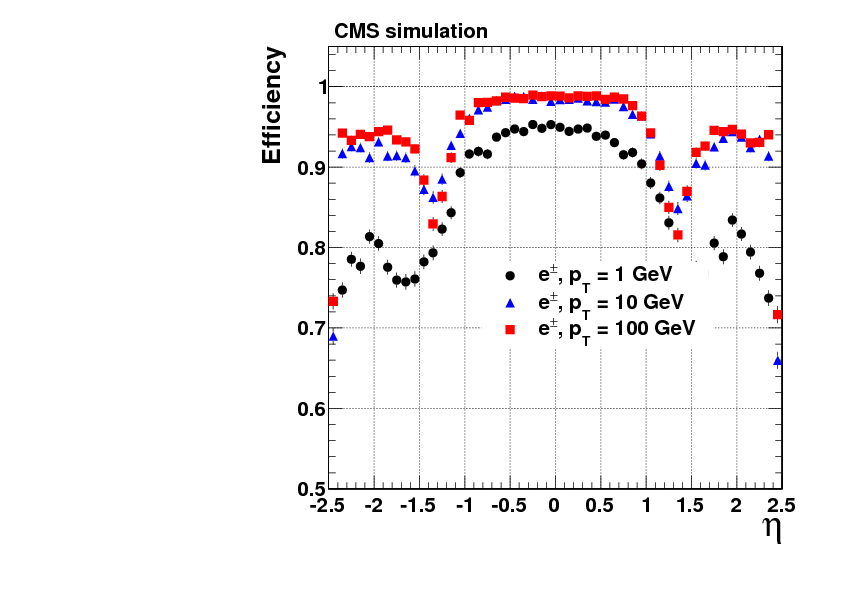 CMS simulation
Efficiency
1
0.9
0.8
0.7
0.6
0.5
e±, pT = 1 GeV
e±, pT = 10 GeV
e±, pT = 100 GeV
-2.5 -2 -1.5 -1 -0.5 0 0.5 1 1.5 2 2.5
η